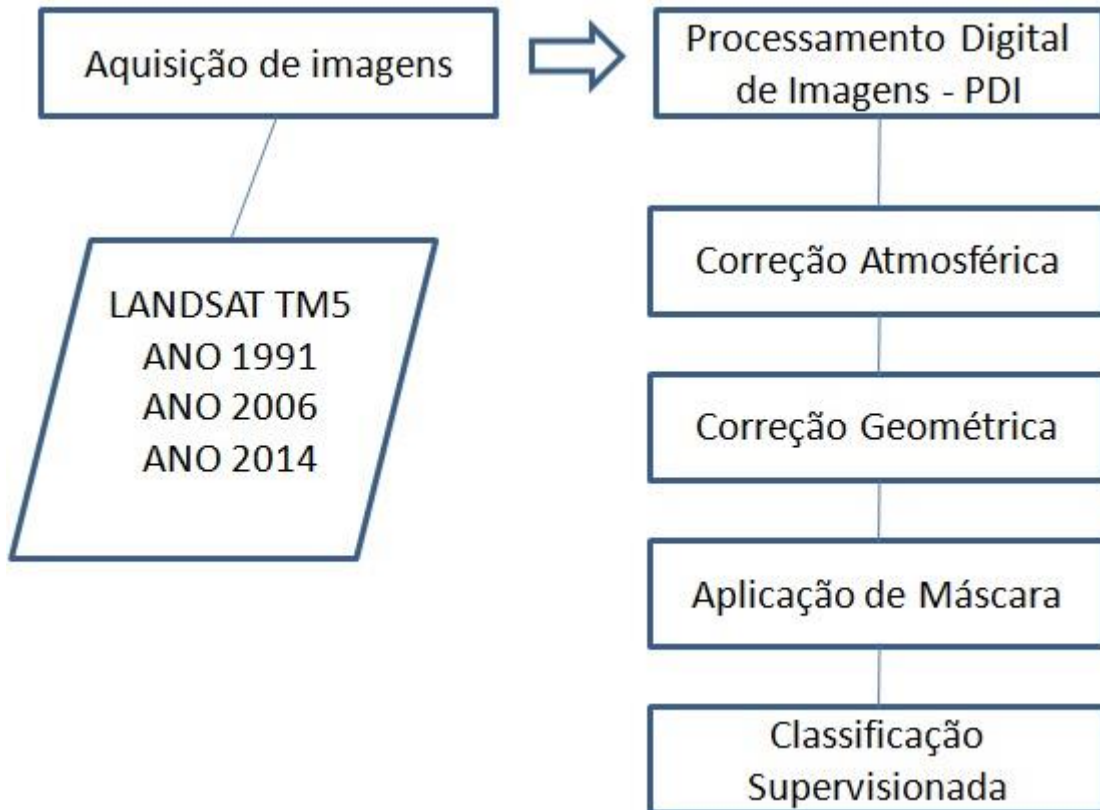 Aquisição de imagens
LANDSAT TM5
ANO 1991
ANO 2006
ANO 2014
Processamento Digital
de Imagens - PDI
Correção Atmosférica
Correção Geométrica
Aplicação de Máscara
Classificação
Supervisionada